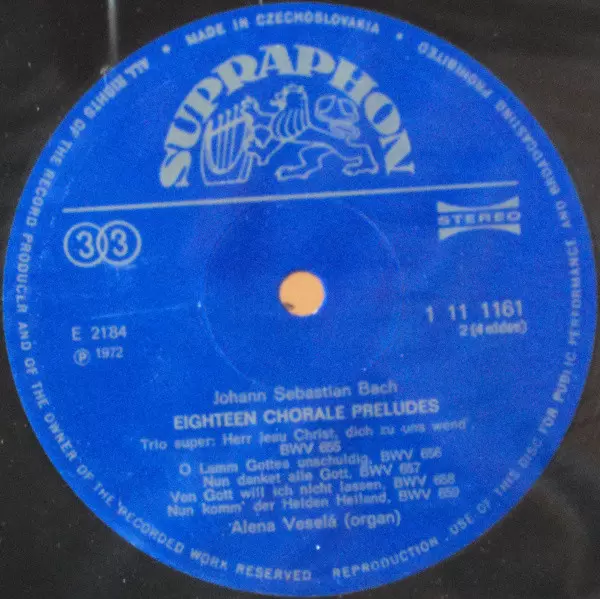 MADE IN CZECHOSLOVAKIA
SUPRAPHON
33
STEREO
E 2184
1 11 1161
Ⓟ 1972
2 (4 sides)
Johann Sebastian Bach
EIGHTEEN CHORALE PRELUDES
Trio super: Herr Jesu Christ, dich zu uns wend'
BWV 655
O Lamm Gottes unschuldig, BWV 656
Nun danket alle Gott, BWV 657
Von Gott will ich nicht lassen, BWV 658
Nun komm' der Heiden Heiland, BWV 659
Alena Veselá (organ)
ALL RIGHTS OF THE RECORD PRODUCER AND OF THE OWNER OF THE RECORDED WORK RESERVED. REPRODUCTION. USE OF THIS DISC FOR PUBLIC PERFORMANCE AND BROADCASTING PROHIBITED